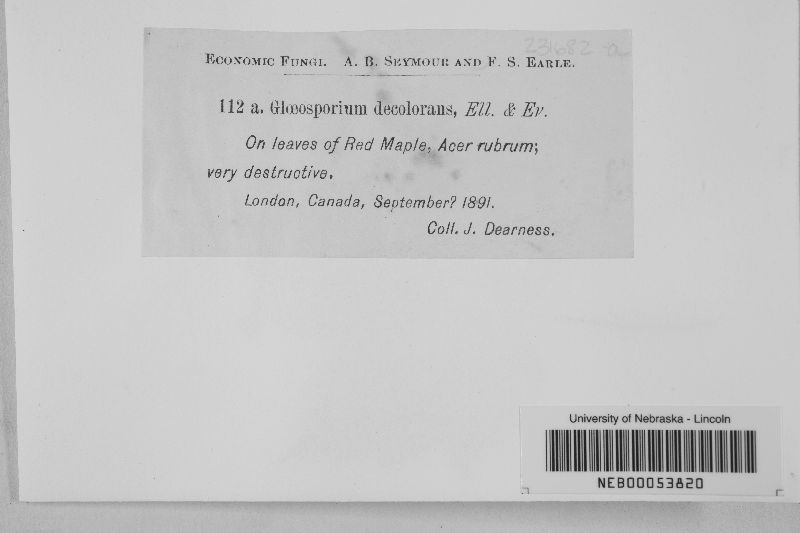 231682-a
ECONOMIC FUNGI. A. B. SEYMOUR AND F. S. EARLE.
112 a. Glœosporium decolorans, Ell. & Ev.
On leaves of Red Maple, Acer rubrum;
very destructive.
London, Canada, September? 1891.
Coll. J. Dearness.
University of Nebraska - Lincoln
NEB00053820